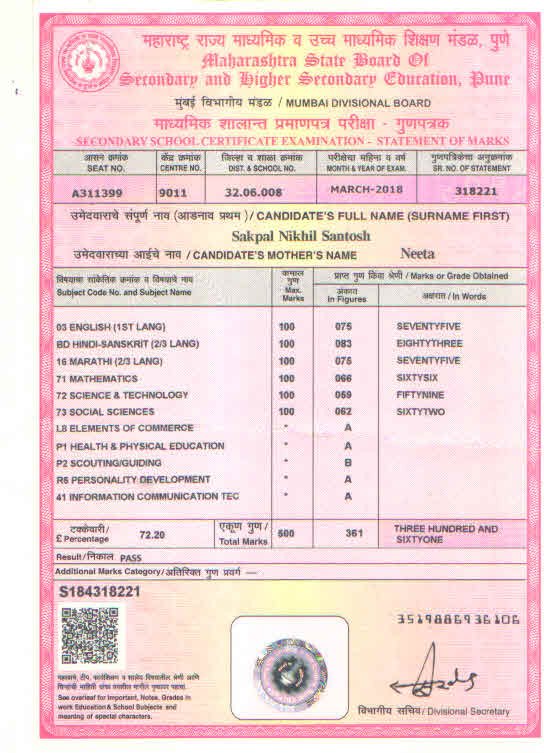 महाराष्ट्र राज्य माध्यमिक व उच्च माध्यमिक शिक्षण मंडळ, पुणे
Maharashtra State Board Of
Secondary and Higher Secondary Education, Pune
मुंबई विभागीय मंडळ / MUMBAI DIVISIONAL BOARD
माध्यमिक शालान्त प्रमाणपत्र परीक्षा - गुणपत्रक
SECONDARY SCHOOL CERTIFICATE EXAMINATION - STATEMENT OF MARKS
आसन क्रमांक केंद्र क्रमांक जिल्हा व शाळा क्रमांक परीक्षेचा महिना व वर्ष गुणपत्रिकेचा अनुक्रमांक
SEAT NO. CENTRE NO. DIST. & SCHOOL NO. MONTH & YEAR OF EXAM. SR. NO. OF STATEMENT
A311399 9011 32.06.008 MARCH-2018 318221
उमेदवाराचे संपूर्ण नाव (आडनाव प्रथम) / CANDIDATE'S FULL NAME (SURNAME FIRST)
Sakpal Nikhil Santosh
उमेदवाराच्या आईचे नाव / CANDIDATE'S MOTHER'S NAME Neeta
विषयाचा सांकेतिक क्रमांक व विषयाचे नाव
Subject Code No. and Subject Name
कमाल
गुण
Max.
Marks
प्राप्त गुण किंवा श्रेणी / Marks or Grade Obtained
अंकात
In Figures
अक्षरात / In Words
03 ENGLISH (1ST LANG) 100 075 SEVENTYFIVE
BD HINDI-SANSKRIT (2/3 LANG) 100 083 EIGHTYTHREE
16 MARATHI (2/3 LANG) 100 075 SEVENTYFIVE
71 MATHEMATICS 100 066 SIXTYSIX
72 SCIENCE & TECHNOLOGY 100 059 FIFTYNINE
73 SOCIAL SCIENCES 100 062 SIXTYTWO
L8 ELEMENTS OF COMMERCE * A
P1 HEALTH & PHYSICAL EDUCATION * A
P2 SCOUTING/GUIDING * B
R6 PERSONALITY DEVELOPMENT * A
41 INFORMATION COMMUNICATION TEC * A
टक्केवारी /
£ Percentage
72.20
एकूण गुण /
Total Marks
500
361
THREE HUNDRED AND
SIXTYONE
Result/निकाल PASS
Additional Marks Category/अतिरिक्त गुण प्रवर्ग ----
S184318221
3519886936106
See overleaf for Important, Notes, Grades in
work Education & School Subjects and
meaning of special characters.
विभागीय सचिव / Divisional Secretary